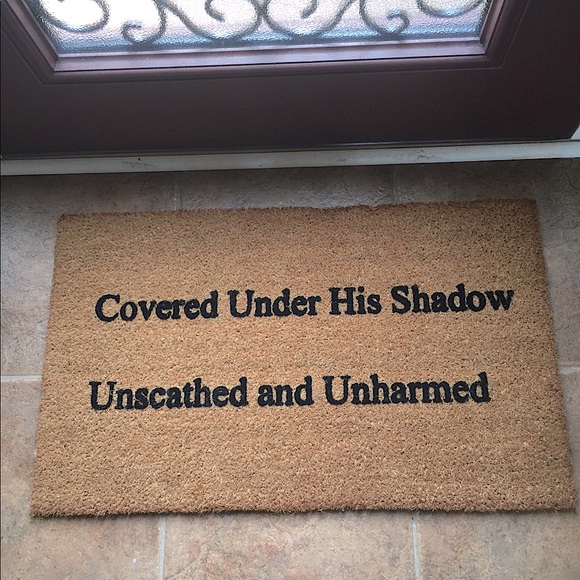 Covered Under His Shadow
Unscathed and Unharmed